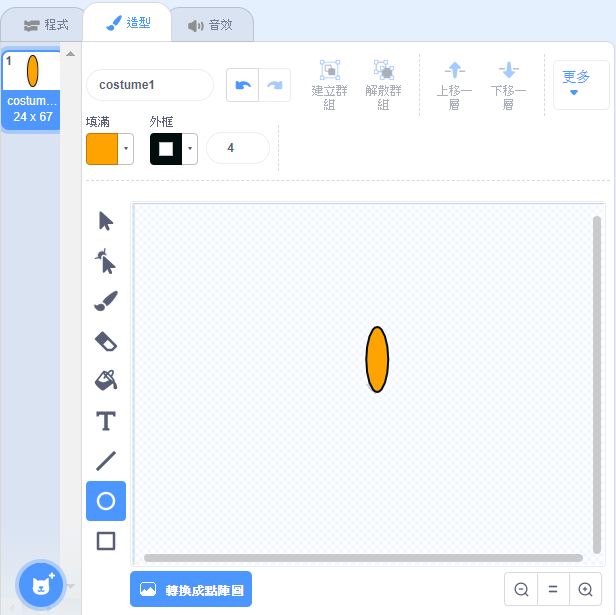 程式
造型
音效
1
costum...
24 x 67
costume1
建立群
組
解散群
組
上移一
層
下移一
層
更多
填滿
外框
4
T
轉換成點陣圖